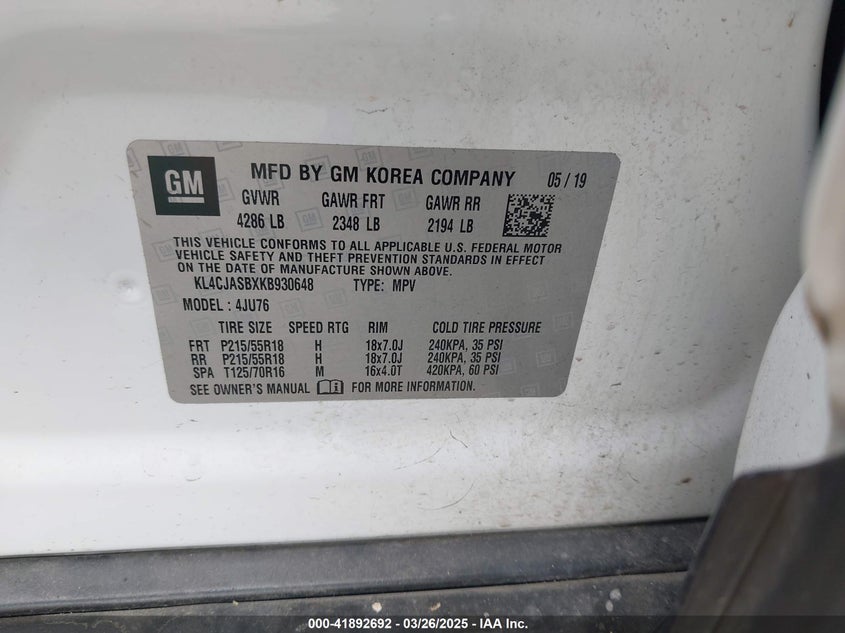 GM
MFD BY GM KOREA COMPANY 05 / 19
GVWR GAWR FRT GAWR RR
4286 LB 2348 LB 2194 LB
THIS VEHICLE CONFORMS TO ALL APPLICABLE U.S. FEDERAL MOTOR
VEHICLE SAFETY AND THEFT PREVENTION STANDARDS IN EFFECT
ON THE DATE OF MANUFACTURE SHOWN ABOVE.
KL4CJASBXKB930648 TYPE: MPV
MODEL : 4JU76
TIRE SIZE SPEED RTG RIM COLD TIRE PRESSURE
FRT P215/55R18 H 18x7.0J 240KPA, 35 PSI
RR P215/55R18 H 18x7.0J 240KPA, 35 PSI
SPA T125/70R16 M 16x4.0T 420KPA, 60 PSI
SEE OWNER'S MANUAL FOR MORE INFORMATION.
000-41892692 - 03/26/2025 - IAA Inc.